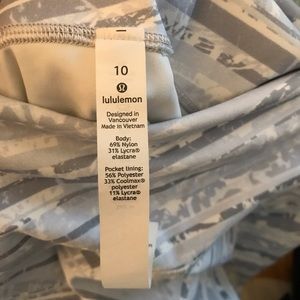 10
lululemon
Designed in
Vancouver
Made in Vietnam
Body:
69% Nylon
31% Lycra®
elastane
Pocket lining:
56% Polyester
33% Coolmax®
polyester
11% Lycra®
elastane